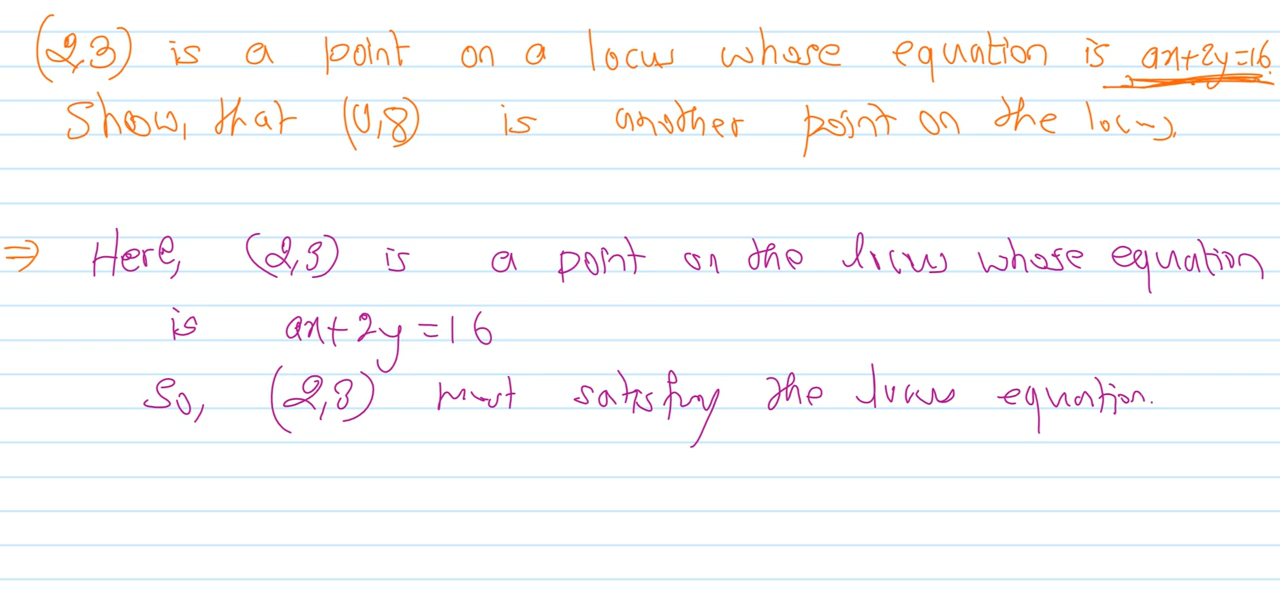 (2,3) is a point on a locus whose equation is ax+2y=16.
Show, that (0,8) is another point on the locus.
⇒ Here, (2,3) is a point on the locus whose equation
is ax+2y=16
So, (2,3) must satisfy the locus equation.